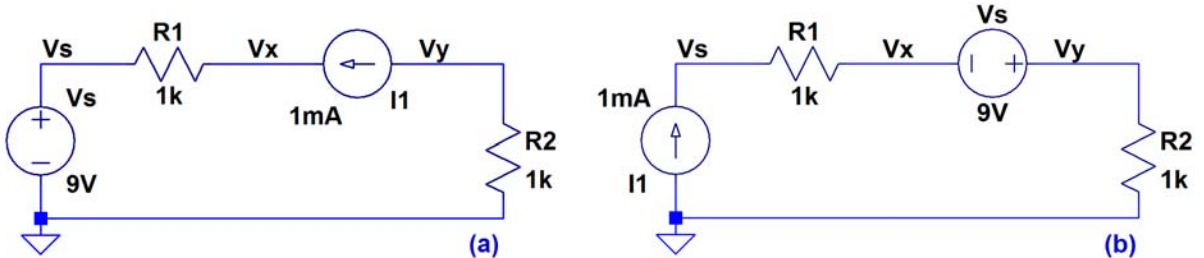 Vs
R1
Vx
Vy
1k
1mA
I1
Vs
+
−
9V
R2
1k
(a)
Vs
R1
Vx
Vs
Vy
1k
− +
9V
1mA
I1
R2
1k
(b)